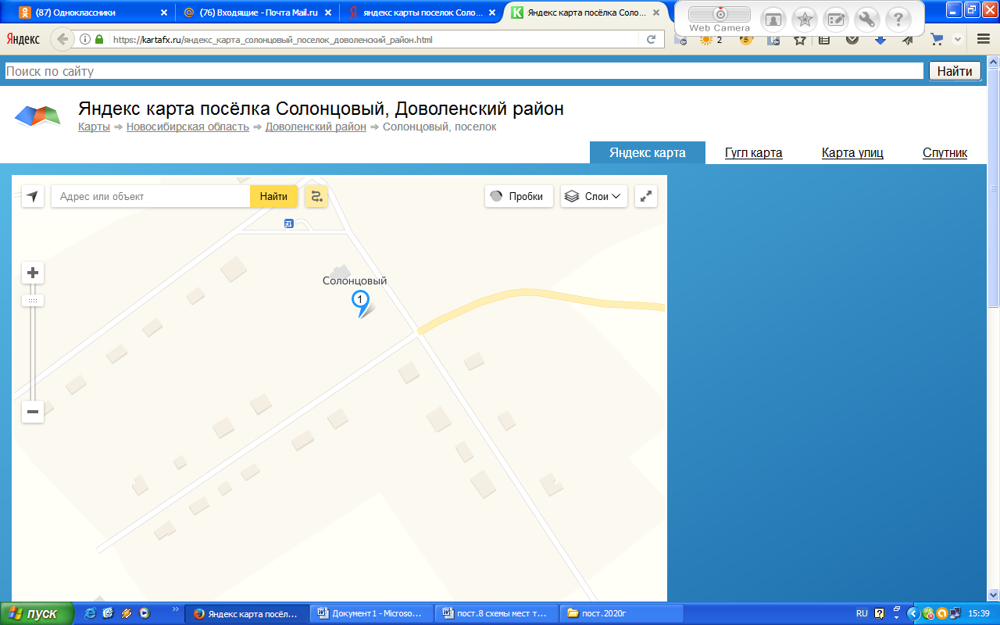 (87) Одноклассники
(76) Входящие - Почта Mail.ru
яндекс карты поселок Соло...
Яндекс карта посёлка Соло...
Web Camera
Яндекс
https://kartafx.ru/яндекс_карта_солонцовый_поселок_доволенский_район.html
2
5
Поиск по сайту
Найти
Яндекс карта посёлка Солонцовый, Доволенский район
Карты ⇒ Новосибирская область ⇒ Доволенский район ⇒ Солонцовый, поселок
Яндекс карта
Гугл карта
Карта улиц
Спутник
Адрес или объект
Найти
Пробки
Слои
Солонцовый
1
пуск
Яндекс карта посёл...
Документ1 - Microso...
пост.8 схемы мест т...
пост.2020г
RU
15:39